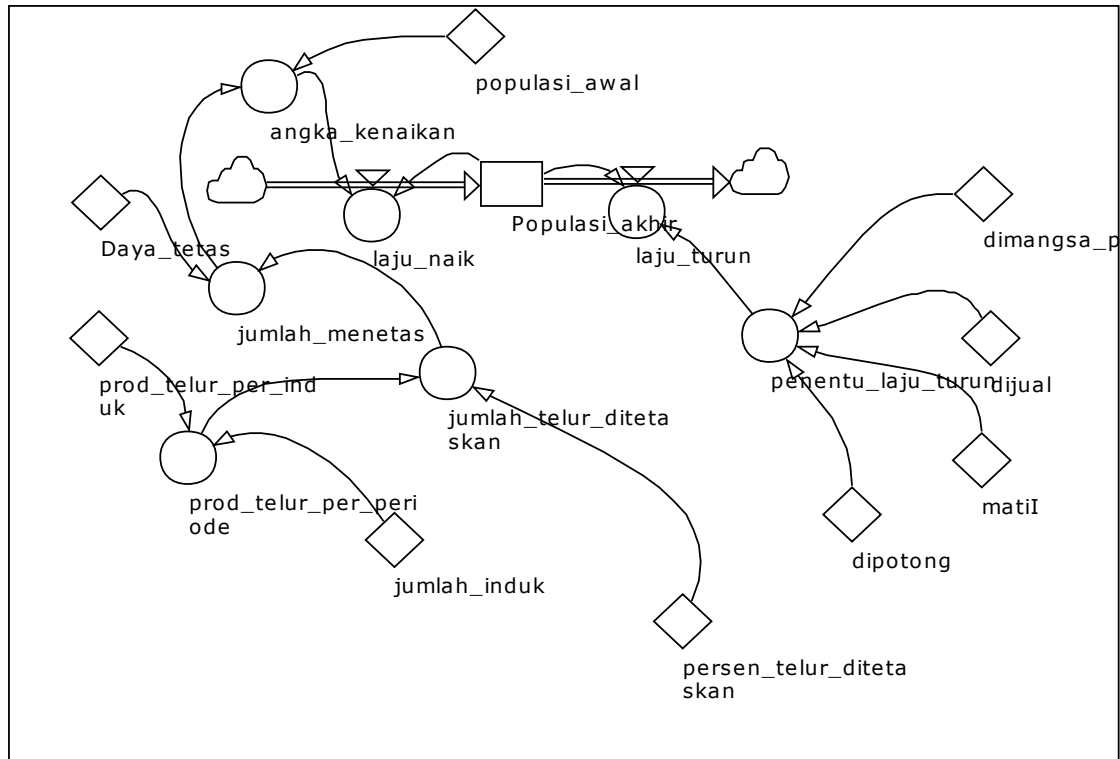 populasi_awal
angka_kenaikan
Populasi_akhir
Daya_tetas
laju_naik
laju_turun
dimangsa_p
jumlah_menetas
prod_telur_per_ind
uk
penentu_laju_turun
dijual
jumlah_telur_diteta
skan
prod_telur_per_peri
ode
matiI
dipotong
jumlah_induk
persen_telur_diteta
skan